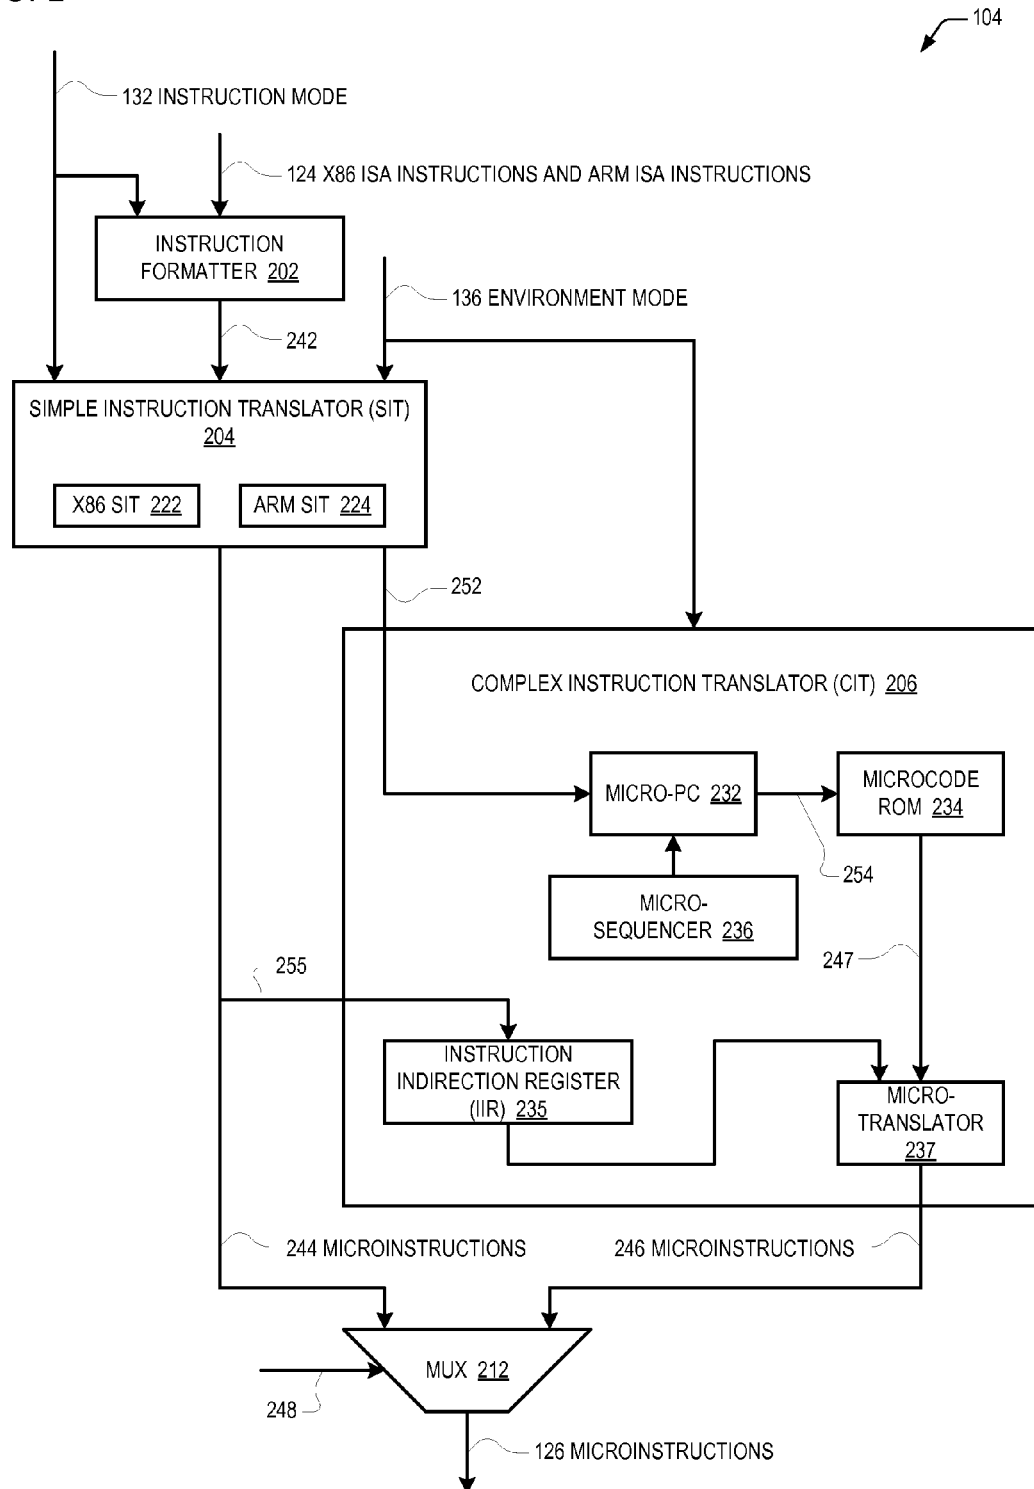 104
132 INSTRUCTION MODE
124 X86 ISA INSTRUCTIONS AND ARM ISA INSTRUCTIONS
INSTRUCTION
FORMATTER 202
136 ENVIRONMENT MODE
242
SIMPLE INSTRUCTION TRANSLATOR (SIT)
204
X86 SIT 222
ARM SIT 224
252
COMPLEX INSTRUCTION TRANSLATOR (CIT) 206
MICRO-PC 232
MICROCODE
ROM 234
254
MICRO-
SEQUENCER 236
247
255
INSTRUCTION
INDIRECTION REGISTER
(IIR) 235
MICRO-
TRANSLATOR
237
244 MICROINSTRUCTIONS
246 MICROINSTRUCTIONS
MUX 212
248
126 MICROINSTRUCTIONS